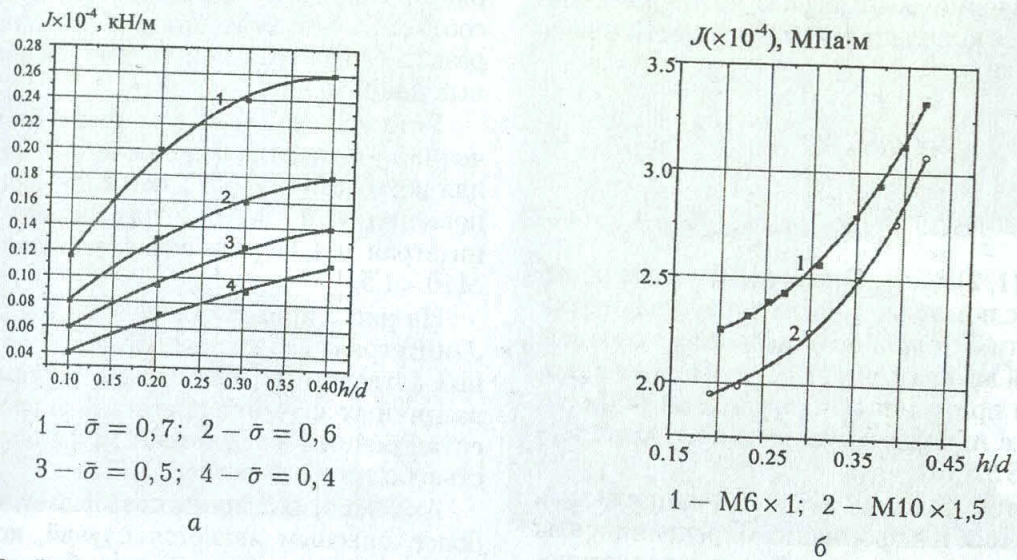 J×10⁻⁴, кН/м
0.28
0.26
0.24
0.22
0.20
0.18
0.16
0.14
0.12
0.10
0.08
0.06
0.04
1
2
3
4
0.10 0.15 0.20 0.25 0.30 0.35 0.40 h/d
1 – σ̄ = 0,7; 2 – σ̄ = 0,6
3 – σ̄ = 0,5; 4 – σ̄ = 0,4
а
J(×10⁻⁴), МПа·м
3.5
3.0
2.5
2.0
1
2
0.15 0.25 0.35 0.45 h/d
1 – М6×1; 2 – М10×1,5
б